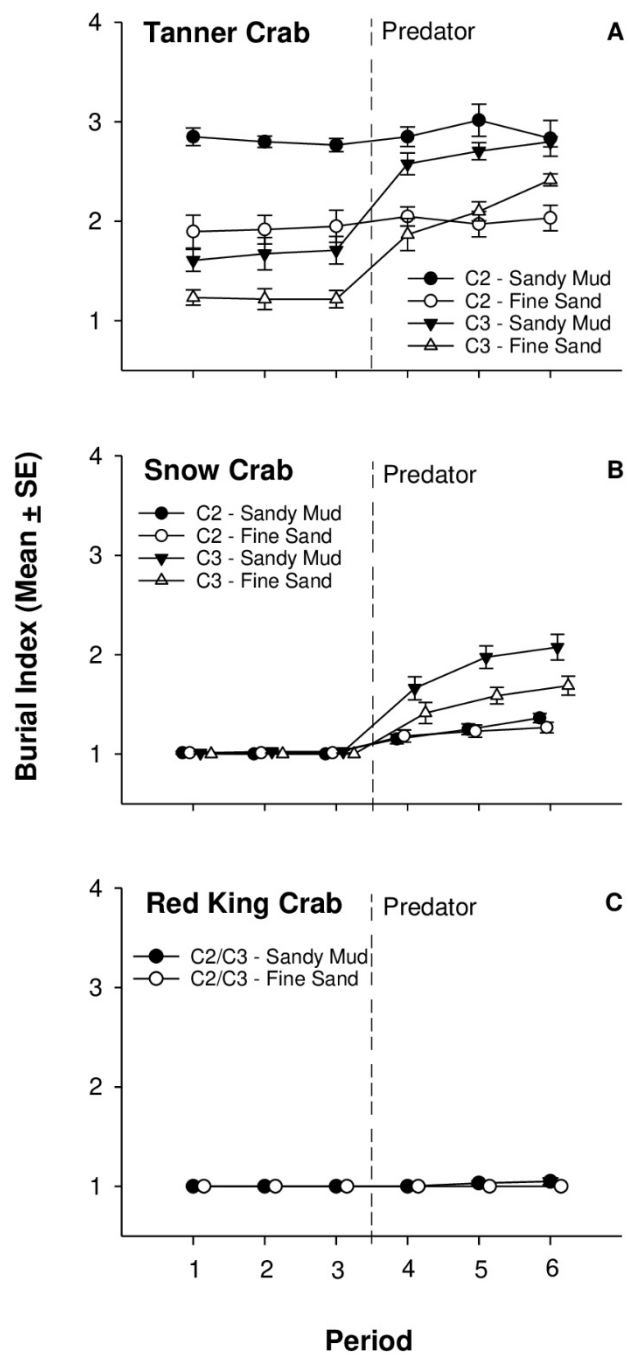 4
Tanner Crab
Predator
A
3
2
C2 - Sandy Mud
C2 - Fine Sand
C3 - Sandy Mud
C3 - Fine Sand
1
Burial Index (Mean ± SE)
4
Snow Crab
Predator
B
C2 - Sandy Mud
C2 - Fine Sand
C3 - Sandy Mud
C3 - Fine Sand
3
2
1
4
Red King Crab
Predator
C
C2/C3 - Sandy Mud
C2/C3 - Fine Sand
3
2
1
1 2 3 4 5 6
Period